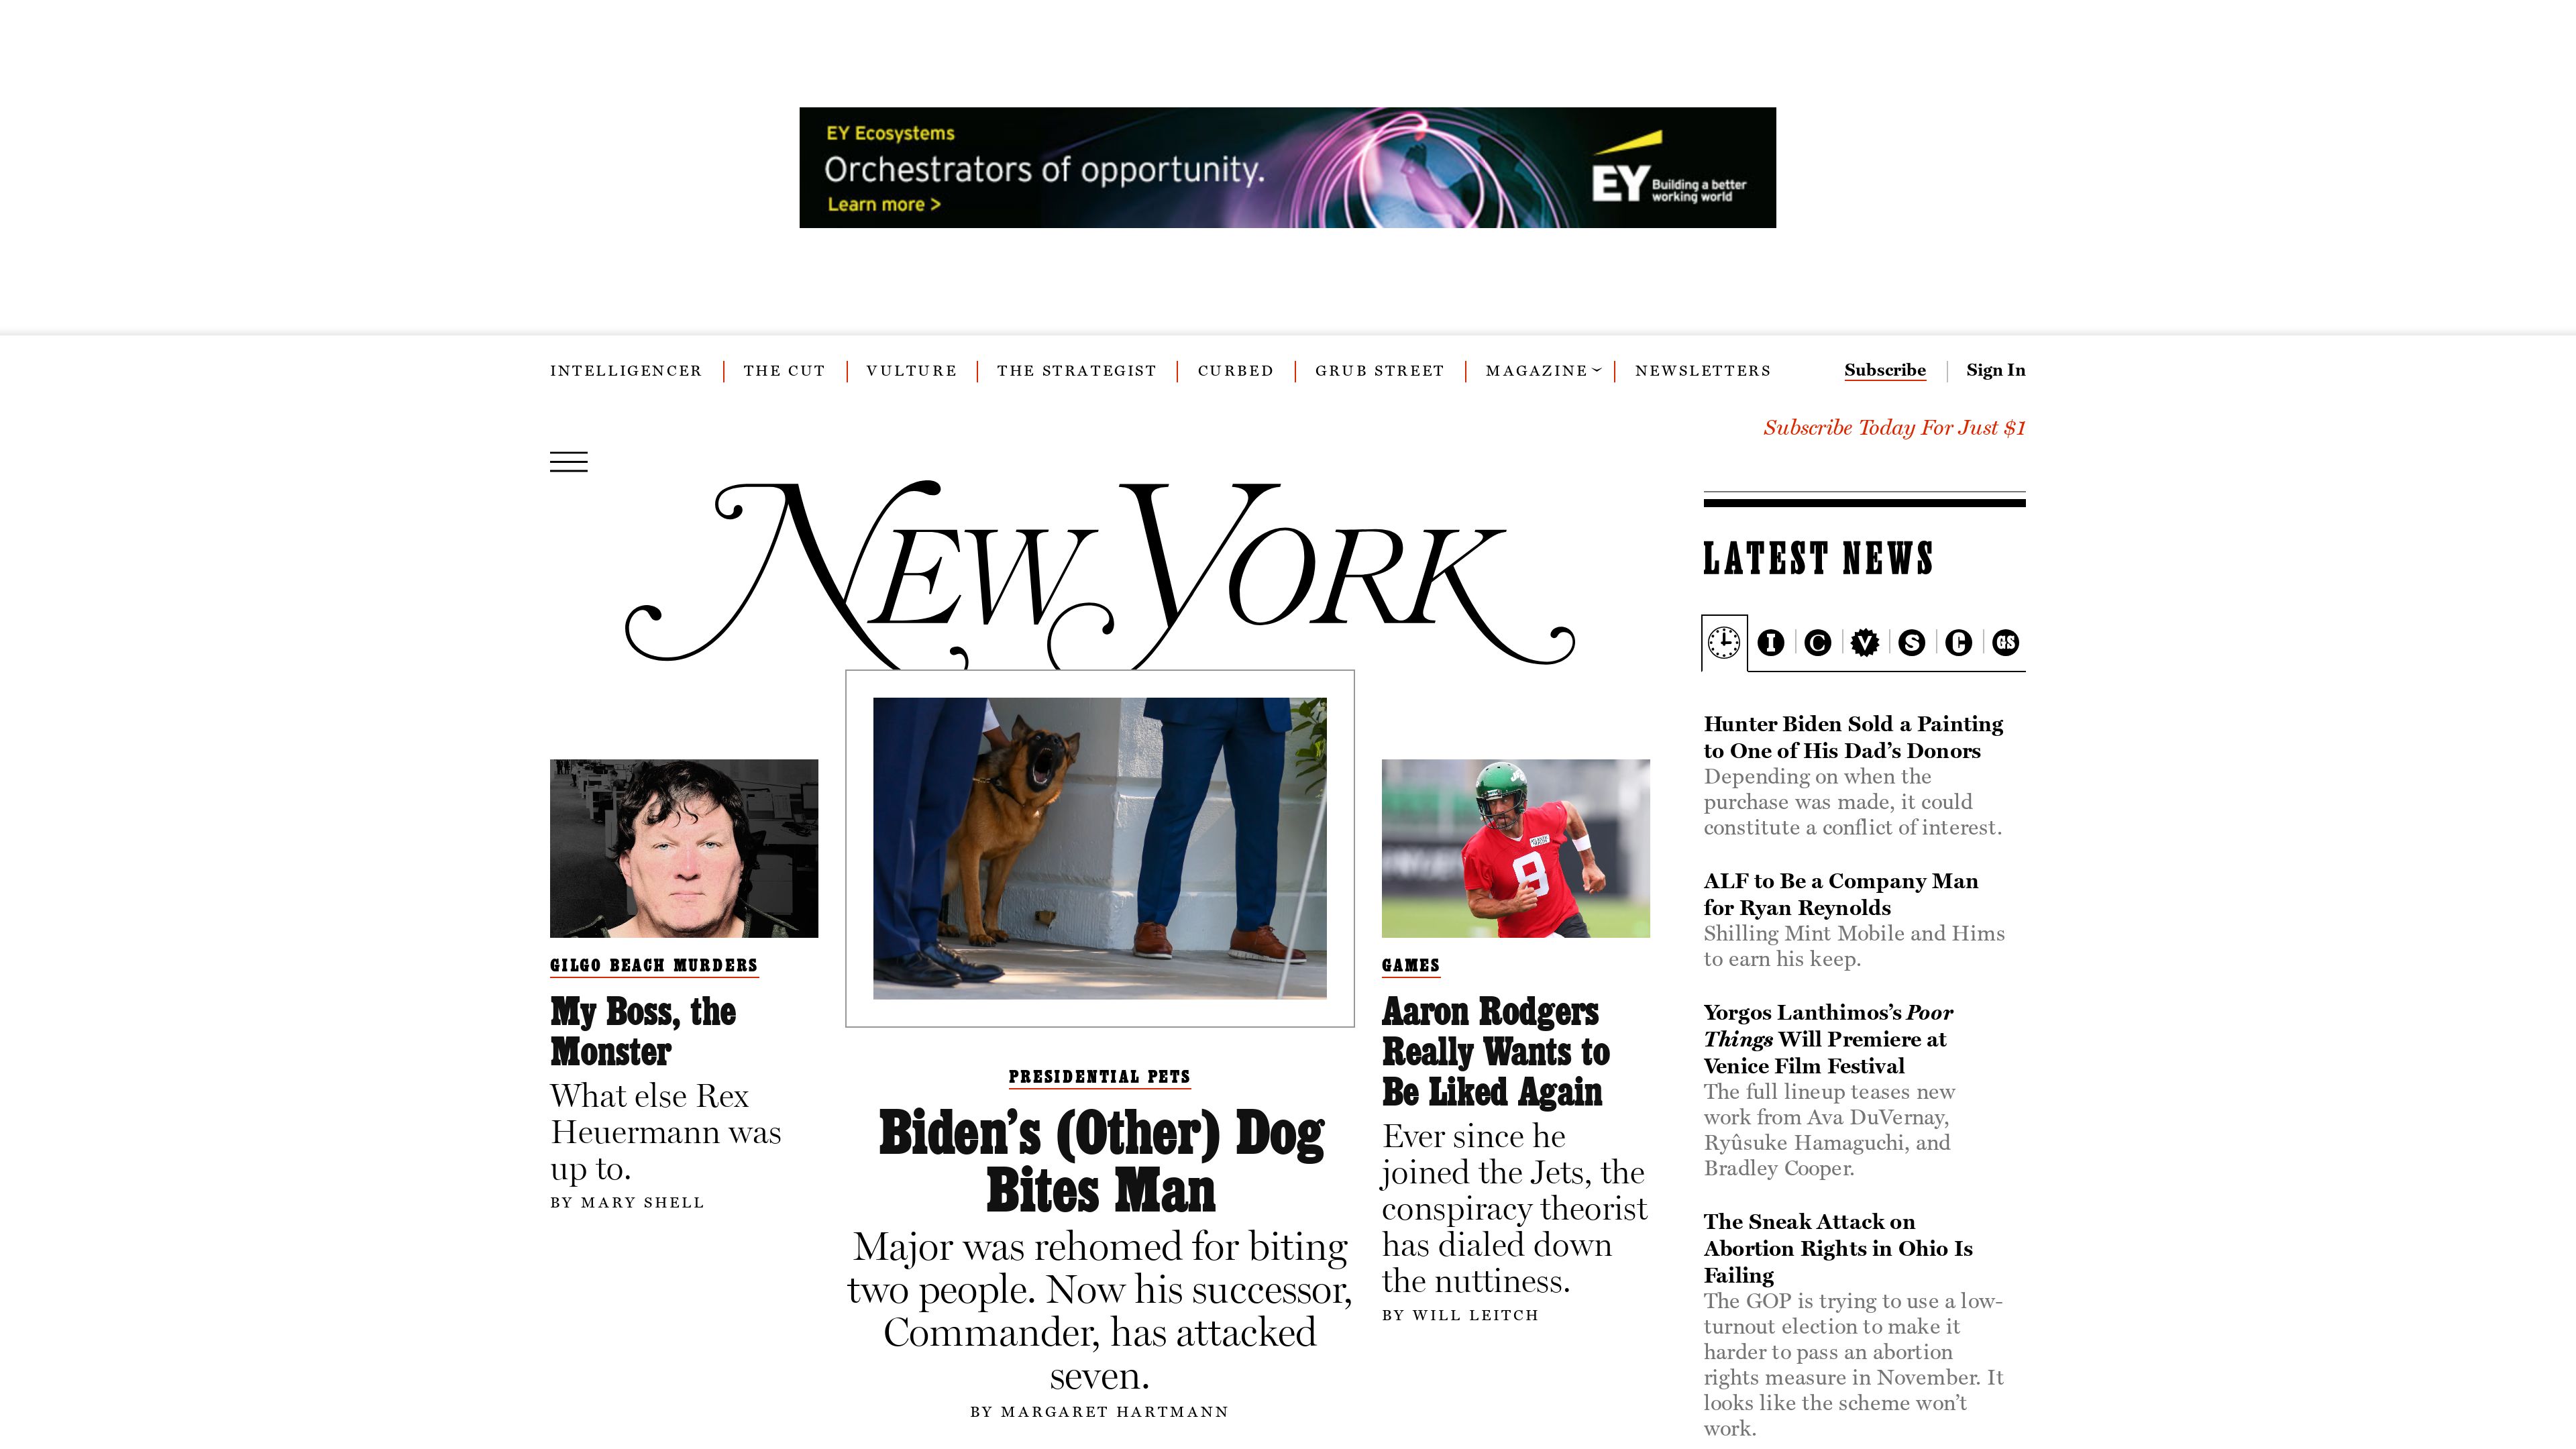 EY Ecosystems
Orchestrators of opportunity.
Learn more >
EY
Building a better
working world
INTELLIGENCER
THE CUT
VULTURE
THE STRATEGIST
CURBED
GRUB STREET
MAGAZINE
NEWSLETTERS
Subscribe
Sign In
Subscribe Today For Just $1
NEW YORK
LATEST NEWS
I
C
V
S
C
GS
GILGO BEACH MURDERS
My Boss, the
Monster
What else Rex
Heuermann was
up to.
BY MARY SHELL
PRESIDENTIAL PETS
Biden’s (Other) Dog
Bites Man
Major was rehomed for biting
two people. Now his successor,
Commander, has attacked
seven.
BY MARGARET HARTMANN
8
GAMES
Aaron Rodgers
Really Wants to
Be Liked Again
Ever since he
joined the Jets, the
conspiracy theorist
has dialed down
the nuttiness.
BY WILL LEITCH
Hunter Biden Sold a Painting
to One of His Dad’s Donors
Depending on when the
purchase was made, it could
constitute a conflict of interest.
ALF to Be a Company Man
for Ryan Reynolds
Shilling Mint Mobile and Hims
to earn his keep.
Yorgos Lanthimos’s Poor
Things Will Premiere at
Venice Film Festival
The full lineup teases new
work from Ava DuVernay,
Ryûsuke Hamaguchi, and
Bradley Cooper.
The Sneak Attack on
Abortion Rights in Ohio Is
Failing
The GOP is trying to use a low-
turnout election to make it
harder to pass an abortion
rights measure in November. It
looks like the scheme won’t
work.